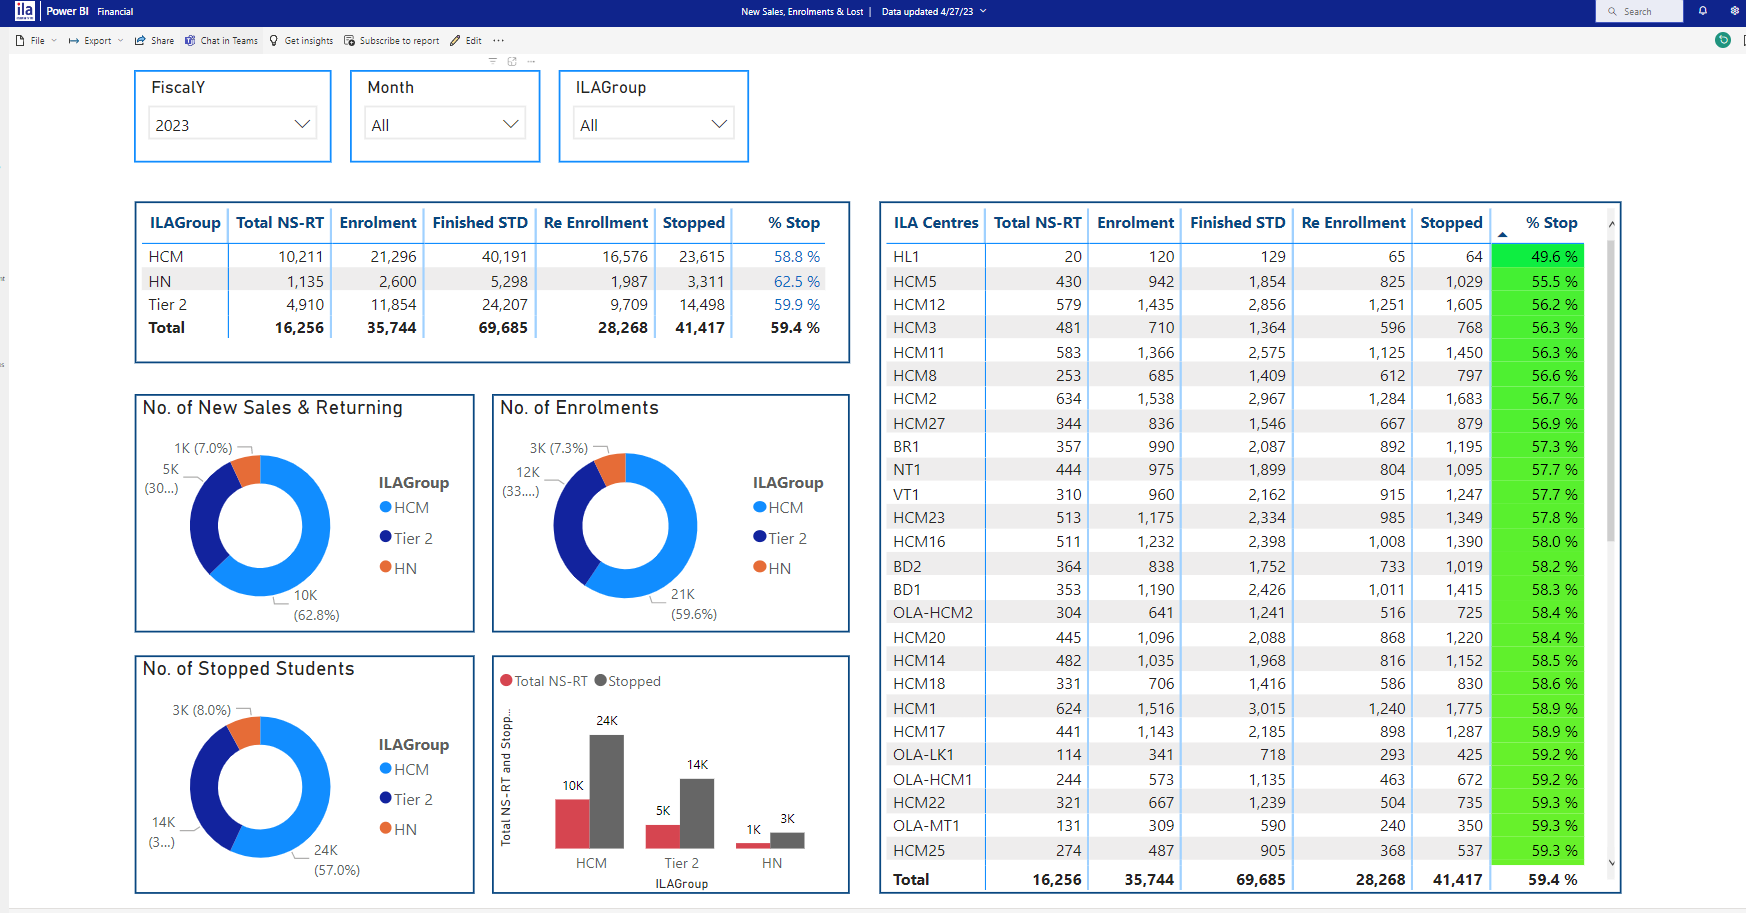 ila Power BI Financial New Sales, Enrolments & Lost | Data updated 4/27/23 Search
File Export Share Chat in Teams Get insights Subscribe to report Edit ...
FiscalY Month ILAGroup
2023 All All
ILAGroup Total NS-RT Enrolment Finished STD Re Enrollment Stopped % Stop
HCM 10,211 21,296 40,191 16,576 23,615 58.8 %
HN 1,135 2,600 5,298 1,987 3,311 62.5 %
Tier 2 4,910 11,854 24,207 9,709 14,498 59.9 %
Total 16,256 35,744 69,685 28,268 41,417 59.4 %
No. of New Sales & Returning
1K (7.0%)
5K
(30...)
10K
(62.8%)
ILAGroup
HCM
Tier 2
HN
No. of Enrolments
3K (7.3%)
12K
(33....)
21K
(59.6%)
ILAGroup
HCM
Tier 2
HN
No. of Stopped Students
3K (8.0%)
14K
(3...)
24K
(57.0%)
ILAGroup
HCM
Tier 2
HN
Total NS-RT Stopped
Total NS-RT and Stopp...
10K 24K
5K 14K
1K 3K
HCM Tier 2 HN
ILAGroup
ILA Centres Total NS-RT Enrolment Finished STD Re Enrollment Stopped % Stop
HL1 20 120 129 65 64 49.6 %
HCM5 430 942 1,854 825 1,029 55.5 %
HCM12 579 1,435 2,856 1,251 1,605 56.2 %
HCM3 481 710 1,364 596 768 56.3 %
HCM11 583 1,366 2,575 1,125 1,450 56.3 %
HCM8 253 685 1,409 612 797 56.6 %
HCM2 634 1,538 2,967 1,284 1,683 56.7 %
HCM27 344 836 1,546 667 879 56.9 %
BR1 357 990 2,087 892 1,195 57.3 %
NT1 444 975 1,899 804 1,095 57.7 %
VT1 310 960 2,162 915 1,247 57.7 %
HCM23 513 1,175 2,334 985 1,349 57.8 %
HCM16 511 1,232 2,398 1,008 1,390 58.0 %
BD2 364 838 1,752 733 1,019 58.2 %
BD1 353 1,190 2,426 1,011 1,415 58.3 %
OLA-HCM2 304 641 1,241 516 725 58.4 %
HCM20 445 1,096 2,088 868 1,220 58.4 %
HCM14 482 1,035 1,968 816 1,152 58.5 %
HCM18 331 706 1,416 586 830 58.6 %
HCM1 624 1,516 3,015 1,240 1,775 58.9 %
HCM17 441 1,143 2,185 898 1,287 58.9 %
OLA-LK1 114 341 718 293 425 59.2 %
OLA-HCM1 244 573 1,135 463 672 59.2 %
HCM22 321 667 1,239 504 735 59.3 %
OLA-MT1 131 309 590 240 350 59.3 %
HCM25 274 487 905 368 537 59.3 %
Total 16,256 35,744 69,685 28,268 41,417 59.4 %